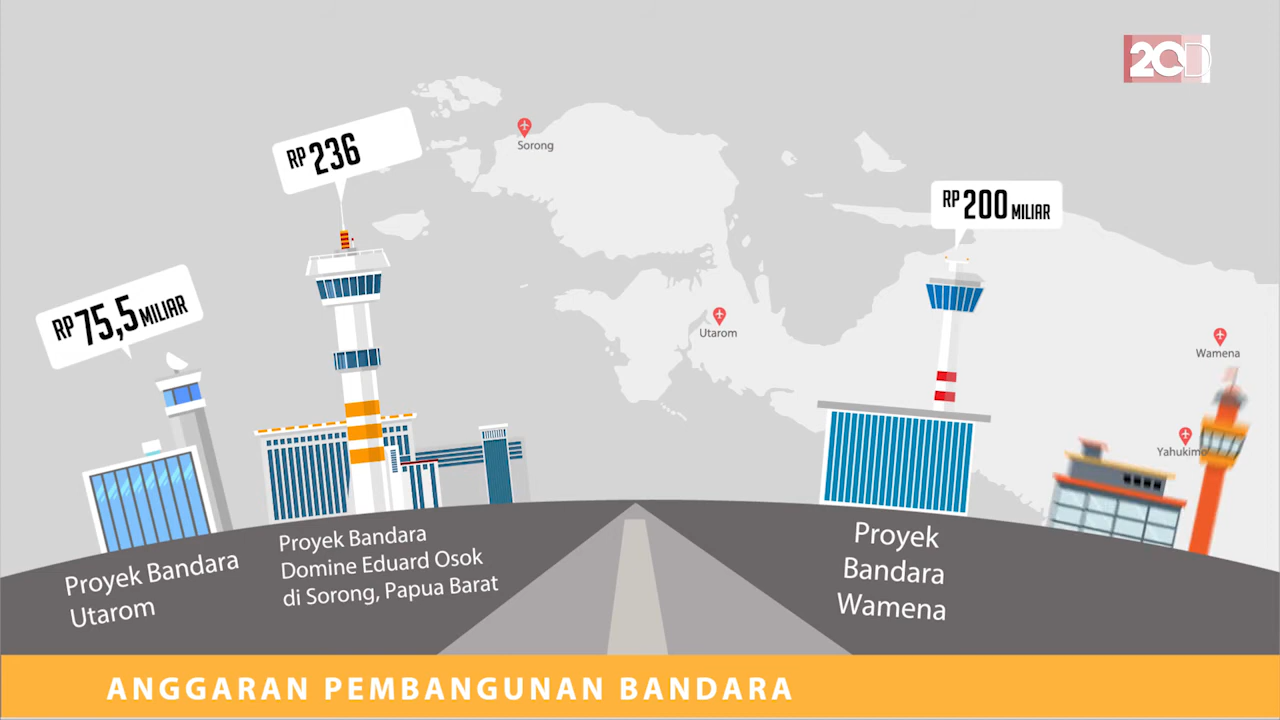 20D
RP 236
Sorong
RP 200 MILIAR
RP 75,5 MILIAR
Utarom
Wamena
Yahukimo
Proyek Bandara
Utarom
Proyek Bandara
Domine Eduard Osok
di Sorong, Papua Barat
Proyek
Bandara
Wamena
ANGGARAN PEMBANGUNAN BANDARA